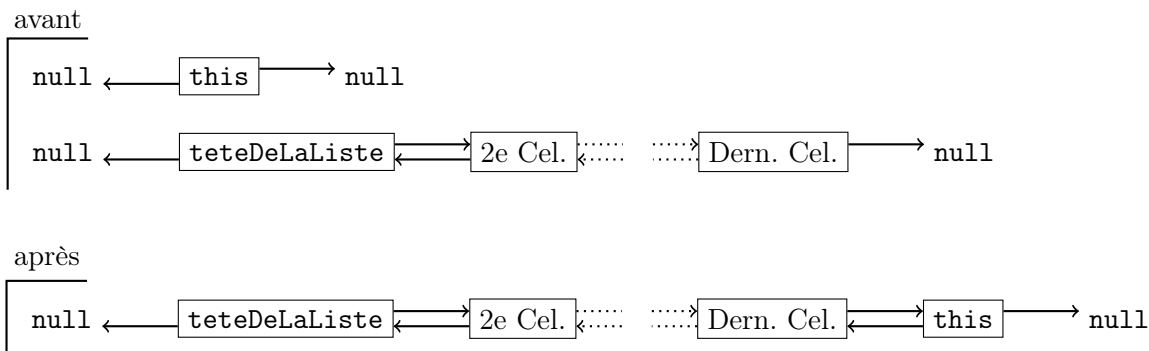 avant
null this null
null teteDeLaListe 2e Cel. Dern. Cel. null
après
null teteDeLaListe 2e Cel. Dern. Cel. this null